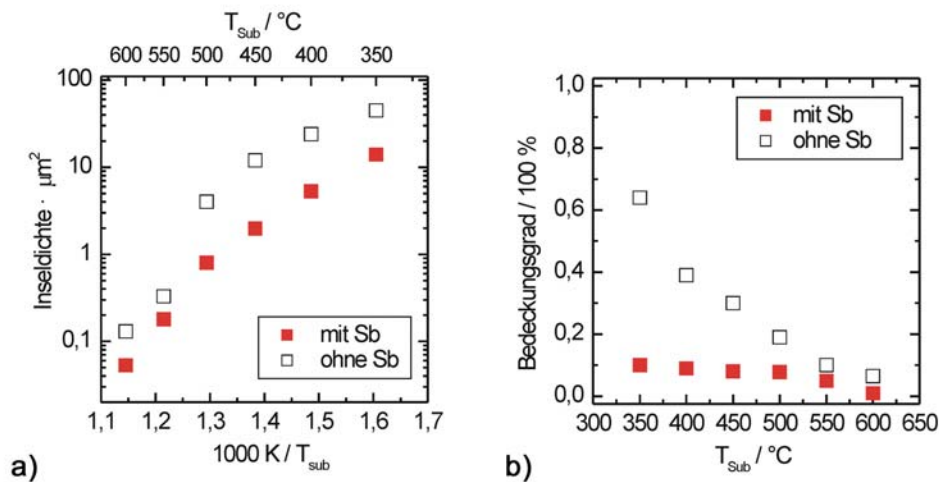 T_Sub / °C
600 550 500 450 400 350
100
10
1
0,1
Inseldichte · µm²
mit Sb
ohne Sb
1,1 1,2 1,3 1,4 1,5 1,6 1,7
1000 K / T_sub
a)
1,0
0,8
0,6
0,4
0,2
0,0
Bedeckungsgrad / 100 %
mit Sb
ohne Sb
300 350 400 450 500 550 600 650
T_Sub / °C
b)